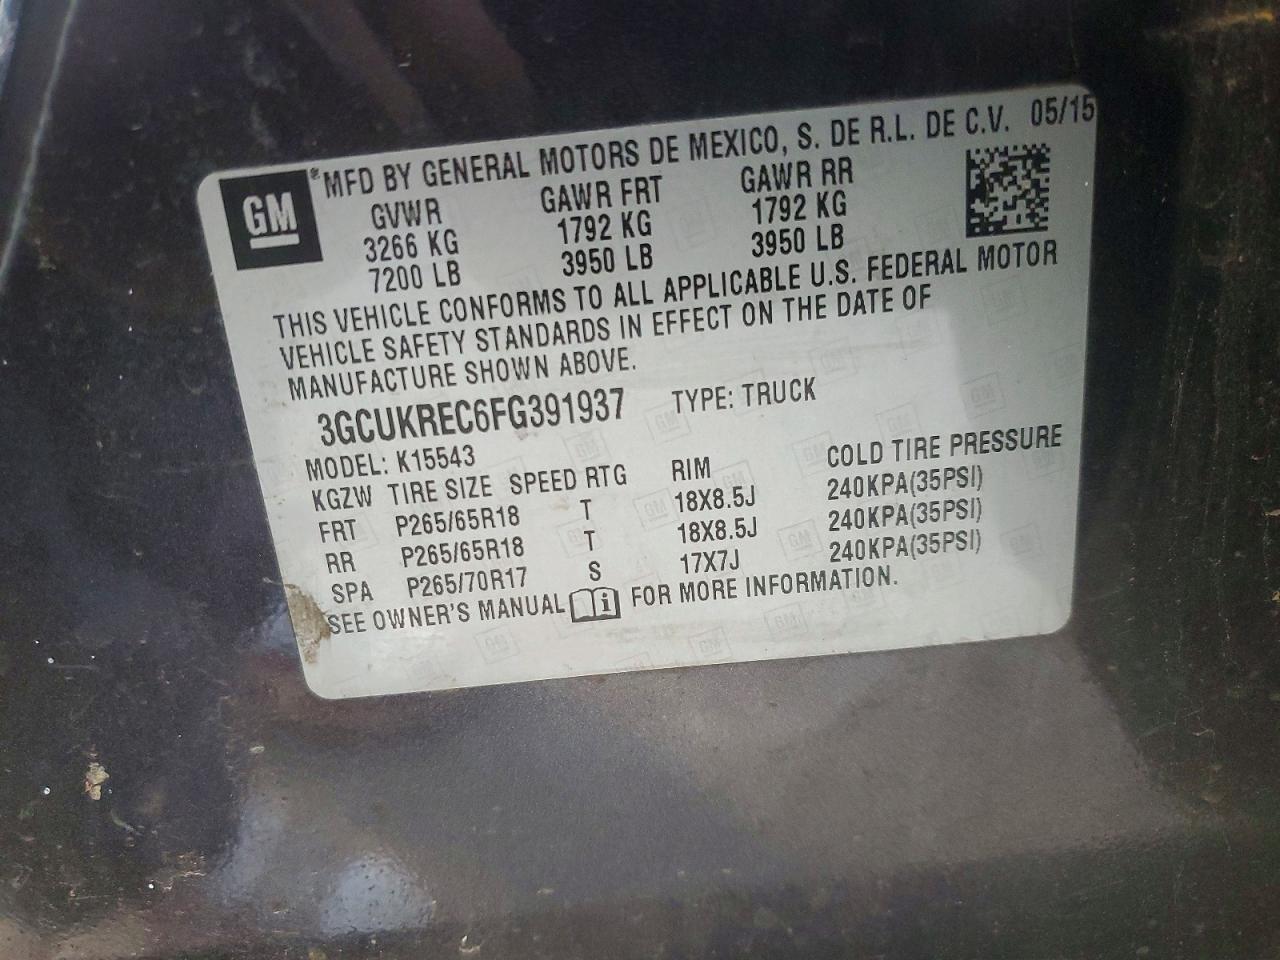 GM
®MFD BY GENERAL MOTORS DE MEXICO, S. DE R.L. DE C.V. 05/15
GVWR GAWR FRT GAWR RR
3266 KG 1792 KG 1792 KG
7200 LB 3950 LB 3950 LB
THIS VEHICLE CONFORMS TO ALL APPLICABLE U.S. FEDERAL MOTOR
VEHICLE SAFETY STANDARDS IN EFFECT ON THE DATE OF
MANUFACTURE SHOWN ABOVE.
3GCUKREC6FG391937 TYPE: TRUCK
MODEL: K15543
KGZW TIRE SIZE SPEED RTG RIM COLD TIRE PRESSURE
FRT P265/65R18 T 18X8.5J 240KPA(35PSI)
RR P265/65R18 T 18X8.5J 240KPA(35PSI)
SPA P265/70R17 S 17X7J 240KPA(35PSI)
SEE OWNER'S MANUAL i FOR MORE INFORMATION.